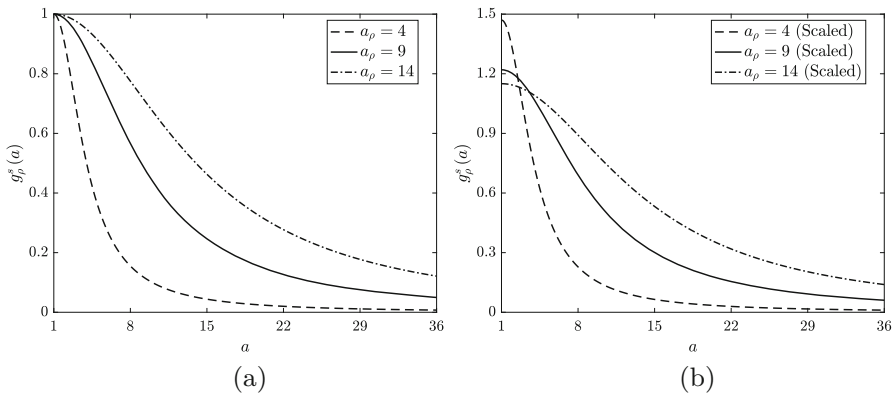 1
0.8
0.6
0.4
0.2
0
g_ρ^s(a)
a_ρ = 4
a_ρ = 9
a_ρ = 14
1 8 15 22 29 36
a
(a)
1.5
1.2
0.9
0.6
0.3
0
g_ρ^s(a)
a_ρ = 4 (Scaled)
a_ρ = 9 (Scaled)
a_ρ = 14 (Scaled)
1 8 15 22 29 36
a
(b)